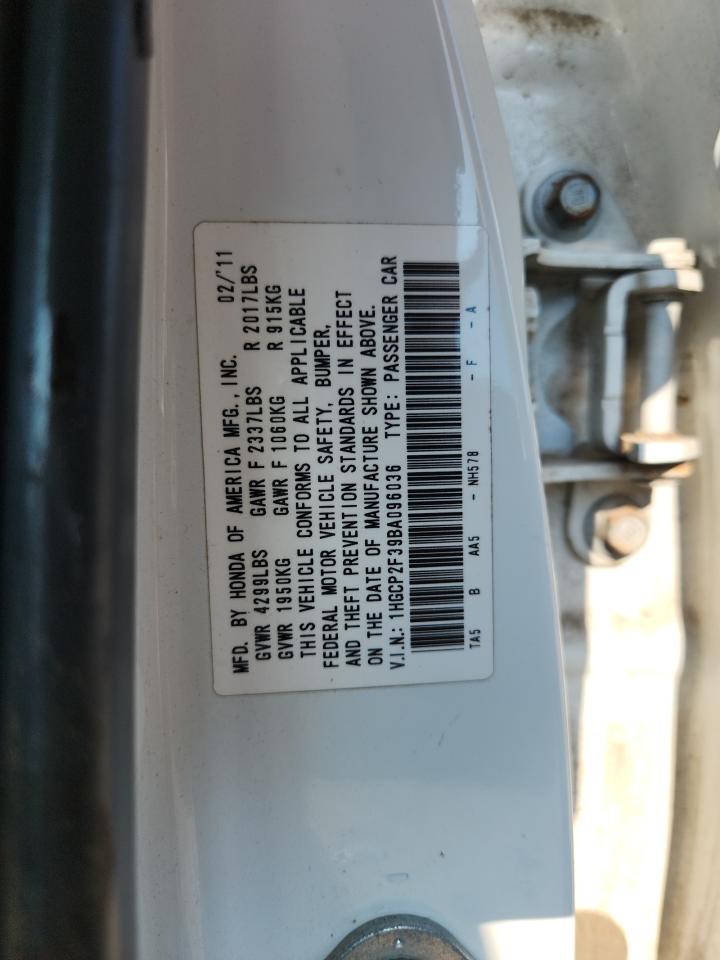 MFD. BY HONDA OF AMERICA MFG., INC. 02/'11
GVWR 4299LBS GAWR F 2337LBS R 2017LBS
GVWR 1950KG GAWR F 1060KG R 915KG
THIS VEHICLE CONFORMS TO ALL APPLICABLE
FEDERAL MOTOR VEHICLE SAFETY, BUMPER,
AND THEFT PREVENTION STANDARDS IN EFFECT
ON THE DATE OF MANUFACTURE SHOWN ABOVE.
V.I.N.: 1HGCP2F39BA096036 TYPE: PASSENGER CAR
TA5 B AA5 - NH578 - F - A